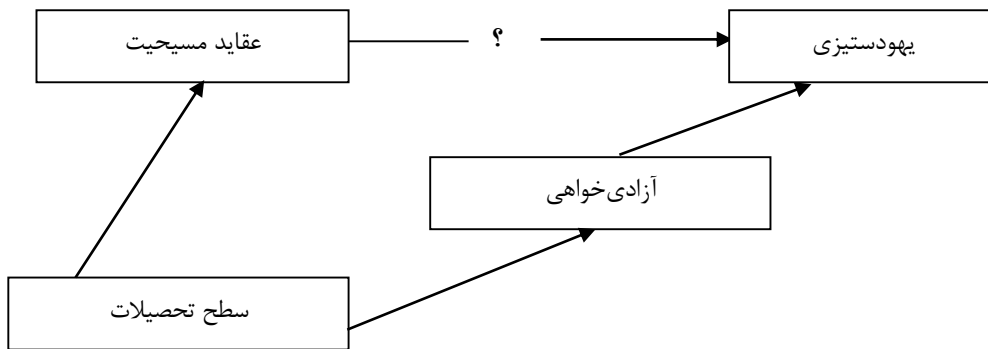 یهودستیزی
؟
عقاید مسیحیت
آزادی‌خواهی
سطح تحصیلات